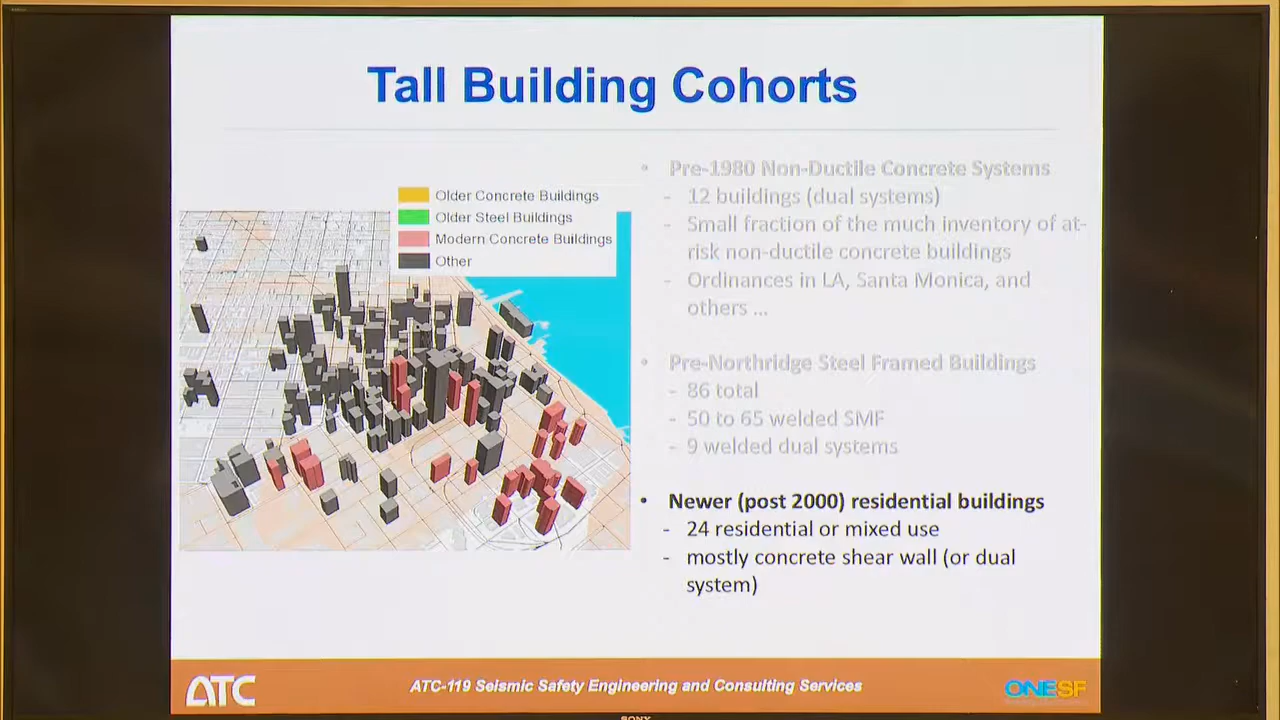 Tall Building Cohorts
Older Concrete Buildings
Older Steel Buildings
Modern Concrete Buildings
Other
• Pre-1980 Non-Ductile Concrete Systems
- 12 buildings (dual systems)
- Small fraction of the much inventory of at-
risk non-ductile concrete buildings
- Ordinances in LA, Santa Monica, and
others ...
• Pre-Northridge Steel Framed Buildings
- 86 total
- 50 to 65 welded SMF
- 9 welded dual systems
• Newer (post 2000) residential buildings
- 24 residential or mixed use
- mostly concrete shear wall (or dual
system)
ATC
ATC-119 Seismic Safety Engineering and Consulting Services
ONESF
SONY